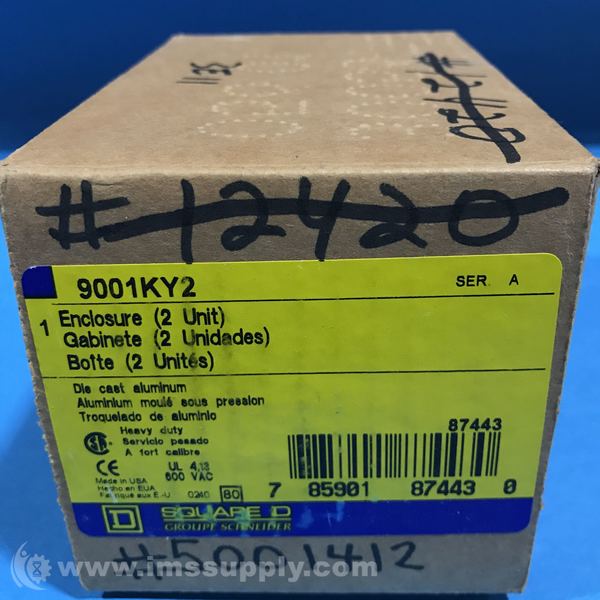 1135
#12420
#12420
9001KY2
SER. A
1 Enclosure (2 Unit)
Gabinete (2 Unidades)
Boîte (2 Unités)
Die cast aluminum
Aluminium moulé sous pression
Troquelado de aluminio
Heavy duty
Servicio pesado
A fort calibre
UL 4,13
600 VAC
Made in USA
Hecho en EUA
Fabriqué aux E.-U
0240
80
87443
7 85901 87443 0
D SQUARE D
GROUPE SCHNEIDER
#5001412
© www.imssupply.com